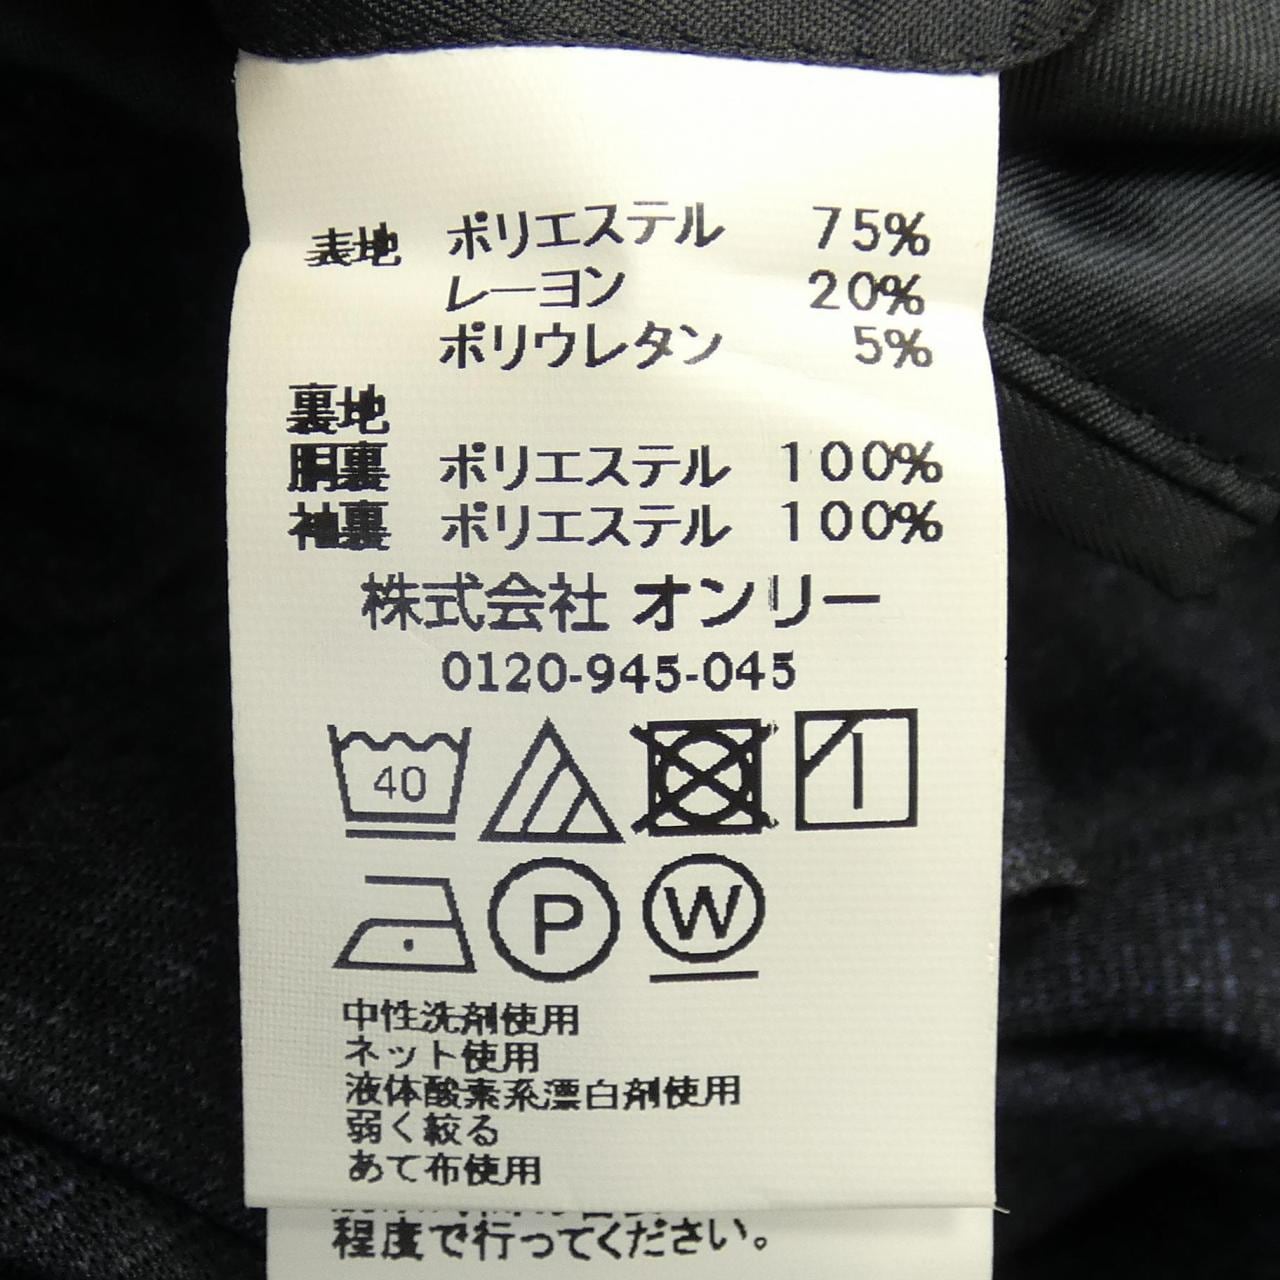 表地 ポリエステル 75%
レーヨン 20%
ポリウレタン 5%
裏地
胴裏 ポリエステル 100%
袖裏 ポリエステル 100%
株式会社 オンリー
0120-945-045
40
P W
中性洗剤使用
ネット使用
液体酸素系漂白剤使用
弱く絞る
あて布使用
程度で行ってください。